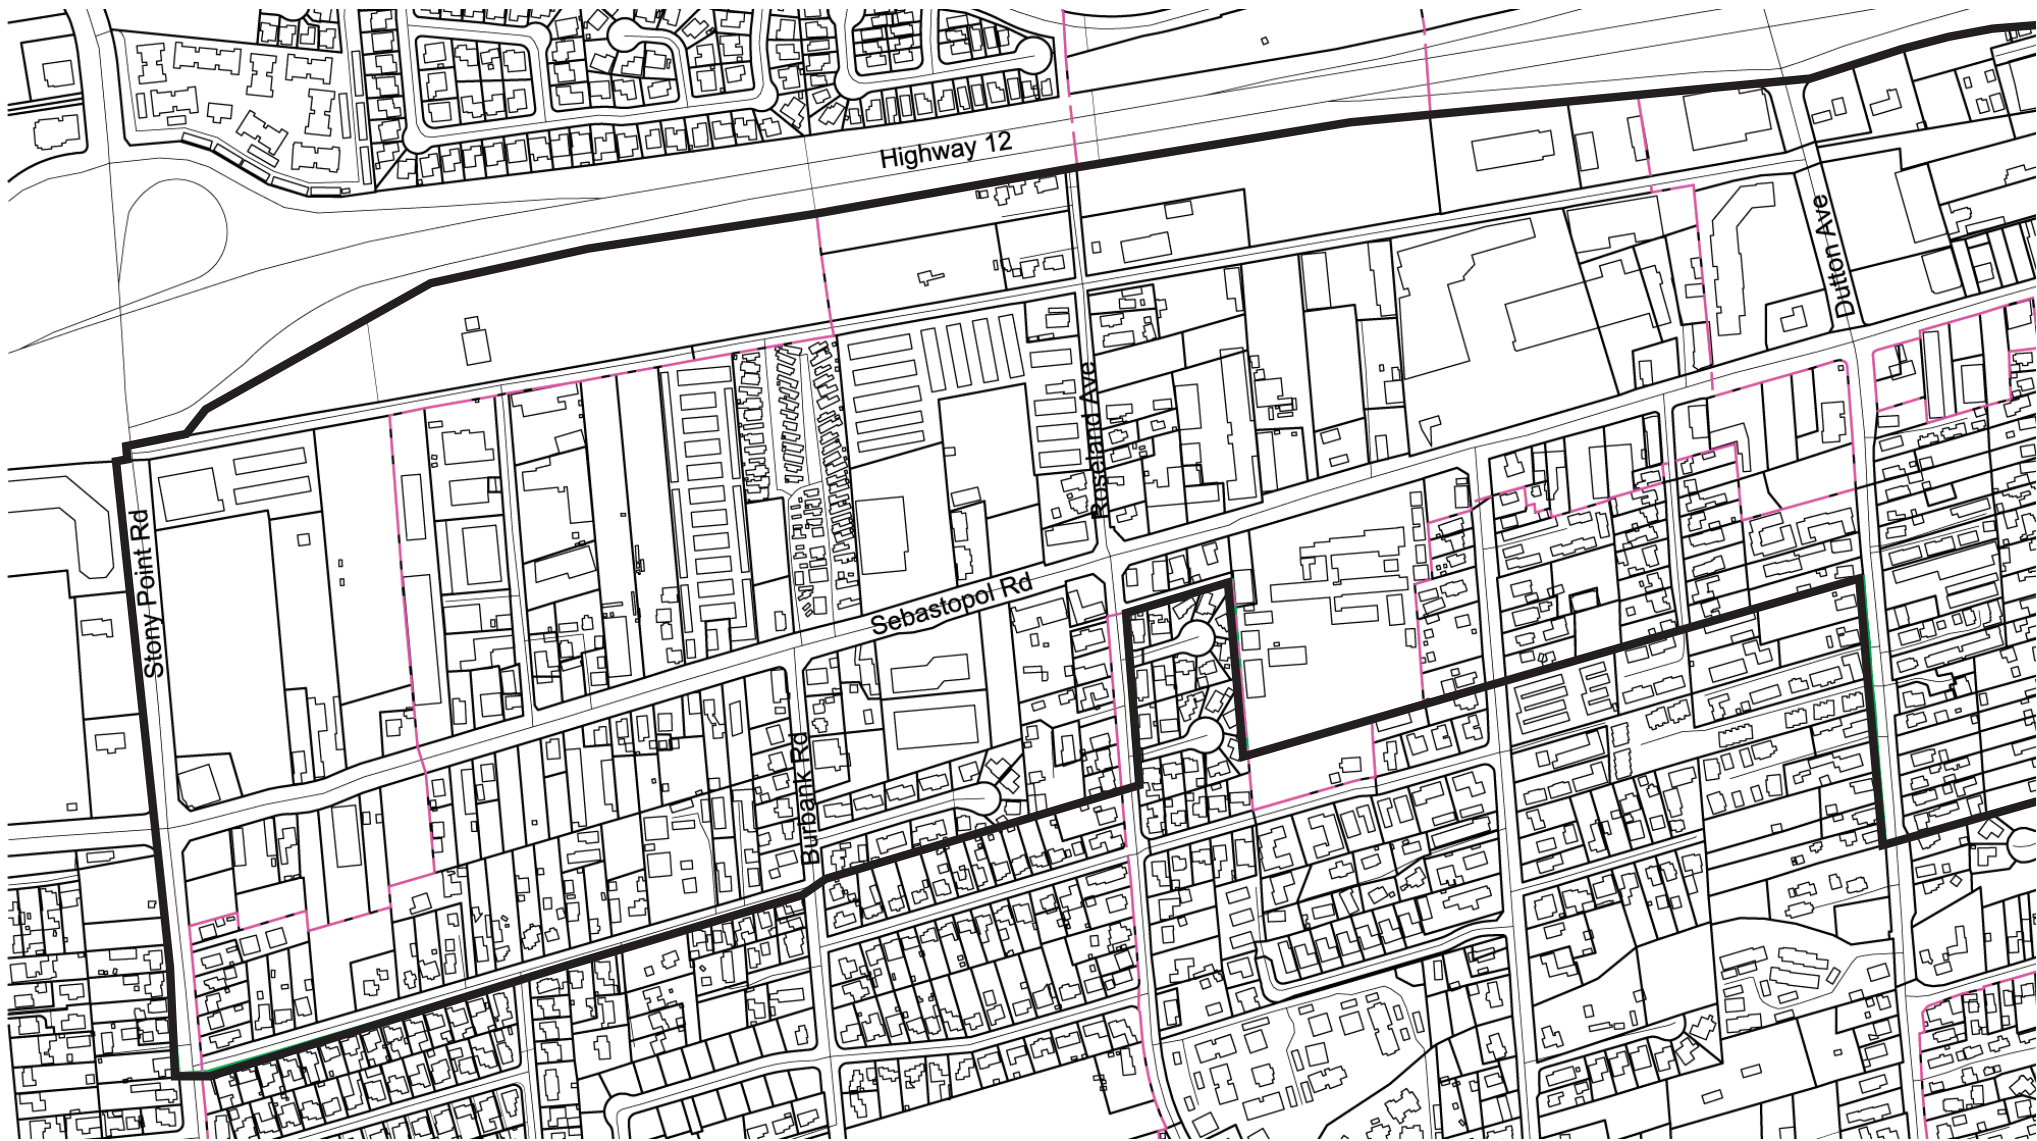 Highway 12
Dutton Ave
Roseland Ave
Stony Point Rd
Sebastopol Rd
Burbank Rd